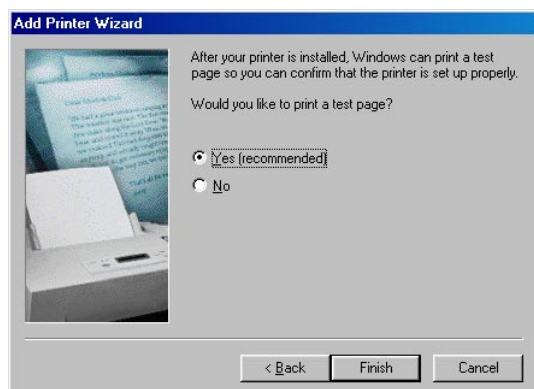 Add Printer Wizard
After your printer is installed, Windows can print a test
page so you can confirm that the printer is set up properly.
Would you like to print a test page?
Yes (recommended)
No
< Back
Finish
Cancel